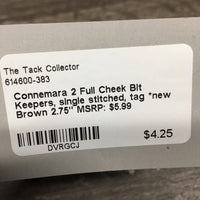 The Tack Collector
614600-383
Connemara 2 Full Cheek Bit
Keepers, single stitched, tag *new
Brown 2.75" MSRP: $5.99
DVRGCJ
$4.25